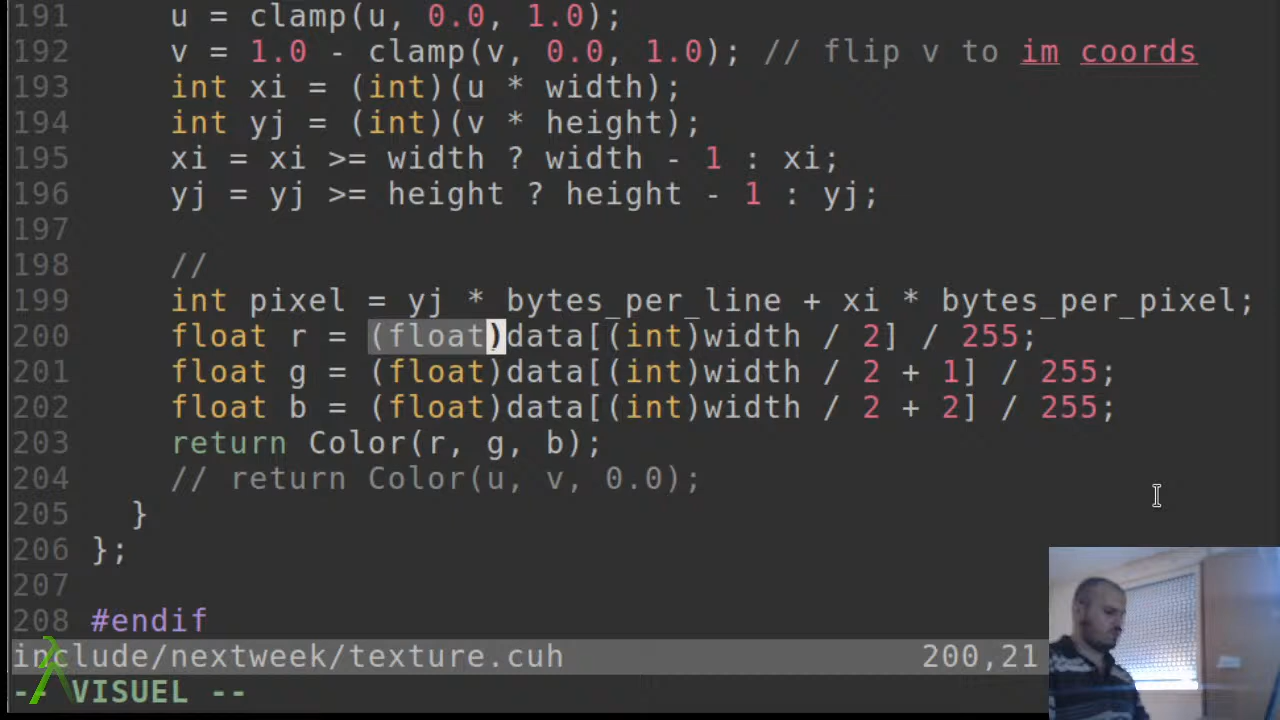 191     u = clamp(u, 0.0, 1.0);
192     v = 1.0 - clamp(v, 0.0, 1.0); // flip v to im coords
193     int xi = (int)(u * width);
194     int yj = (int)(v * height);
195     xi = xi >= width ? width - 1 : xi;
196     yj = yj >= height ? height - 1 : yj;
197
198     //
199     int pixel = yj * bytes_per_line + xi * bytes_per_pixel;
200     float r = (float)data[(int)width / 2] / 255;
201     float g = (float)data[(int)width / 2 + 1] / 255;
202     float b = (float)data[(int)width / 2 + 2] / 255;
203     return Color(r, g, b);
204     // return Color(u, v, 0.0);
205   }
206 };
207
208 #endif
include/nextweek/texture.cuh 200,21
-- VISUEL --